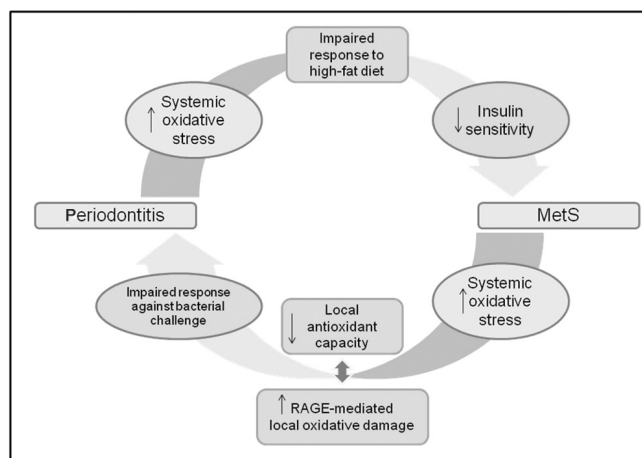 Impaired
response to
high-fat diet
↑ Systemic
oxidative
stress
↓ Insulin
sensitivity
Periodontitis
MetS
Impaired response
against bacterial
challenge
↓ Local
antioxidant
capacity
↑ Systemic
oxidative
stress
↑ RAGE-mediated
local oxidative damage